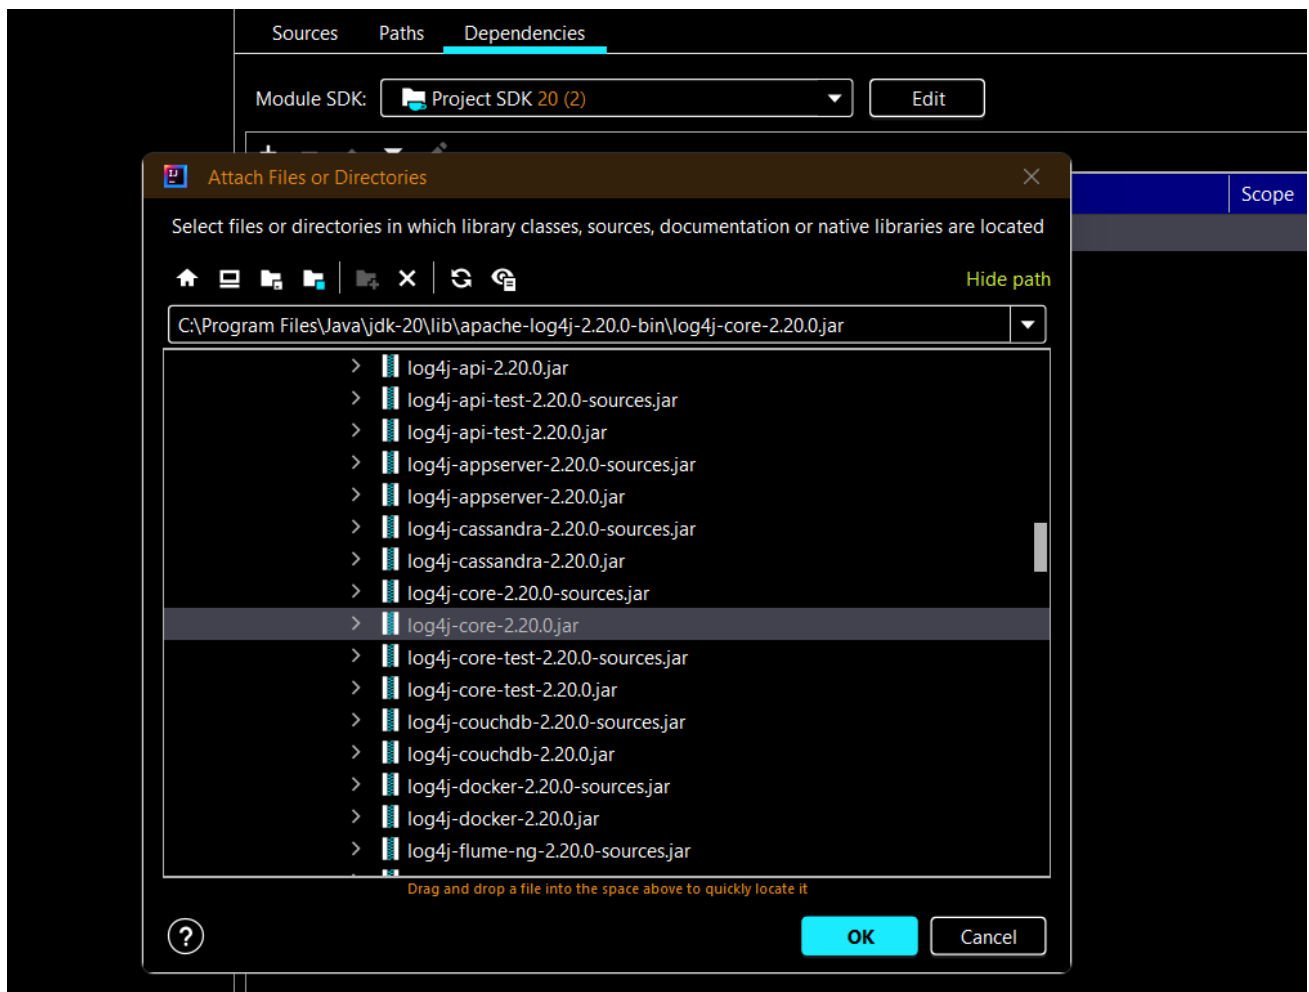 Sources Paths Dependencies
Module SDK: Project SDK 20 (2) Edit
Attach Files or Directories
Scope
Select files or directories in which library classes, sources, documentation or native libraries are located
Hide path
C:\Program Files\Java\jdk-20\lib\apache-log4j-2.20.0-bin\log4j-core-2.20.0.jar
log4j-api-2.20.0.jar
log4j-api-test-2.20.0-sources.jar
log4j-api-test-2.20.0.jar
log4j-appserver-2.20.0-sources.jar
log4j-appserver-2.20.0.jar
log4j-cassandra-2.20.0-sources.jar
log4j-cassandra-2.20.0.jar
log4j-core-2.20.0-sources.jar
log4j-core-2.20.0.jar
log4j-core-test-2.20.0-sources.jar
log4j-core-test-2.20.0.jar
log4j-couchdb-2.20.0-sources.jar
log4j-couchdb-2.20.0.jar
log4j-docker-2.20.0-sources.jar
log4j-docker-2.20.0.jar
log4j-flume-ng-2.20.0-sources.jar
Drag and drop a file into the space above to quickly locate it
? OK Cancel